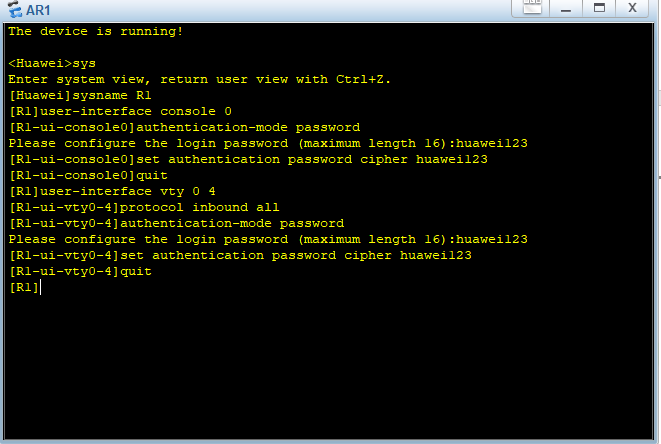 AR1
The device is running!
<Huawei>sys
Enter system view, return user view with Ctrl+Z.
[Huawei]sysname R1
[R1]user-interface console 0
[R1-ui-console0]authentication-mode password
Please configure the login password (maximum length 16):huawei123
[R1-ui-console0]set authentication password cipher huawei123
[R1-ui-console0]quit
[R1]user-interface vty 0 4
[R1-ui-vty0-4]protocol inbound all
[R1-ui-vty0-4]authentication-mode password
Please configure the login password (maximum length 16):huawei123
[R1-ui-vty0-4]set authentication password cipher huawei123
[R1-ui-vty0-4]quit
[R1]